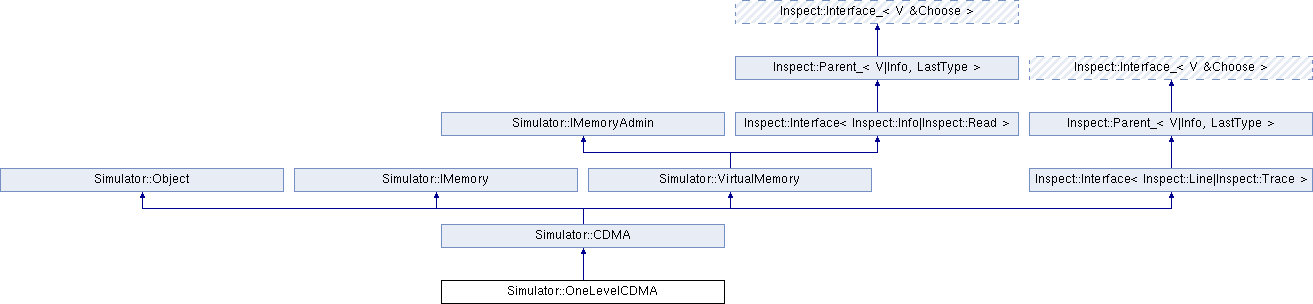 Inspect::Interface_< V &Choose >
Inspect::Parent_< V|Info, LastType >
Inspect::Interface_< V &Choose >
Simulator::IMemoryAdmin
Inspect::Interface< Inspect::Info|Inspect::Read >
Inspect::Parent_< V|Info, LastType >
Simulator::Object
Simulator::IMemory
Simulator::VirtualMemory
Inspect::Interface< Inspect::Line|Inspect::Trace >
Simulator::CDMA
Simulator::OneLevelCDMA